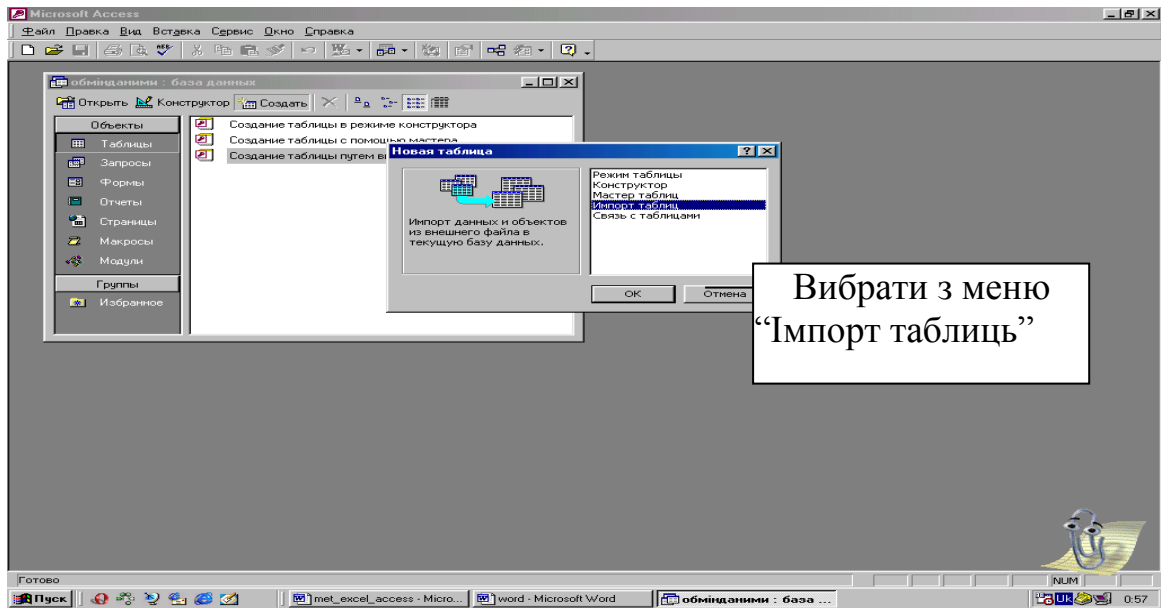 Microsoft Access
Файл Правка Вид Вставка Сервис Окно Справка
обмінданими : база данных
Открыть Конструктор Создать
Объекты
Таблицы
Запросы
Формы
Отчеты
Страницы
Макросы
Модули
Группы
Избранное
Создание таблицы в режиме конструктора
Создание таблицы с помощью мастера
Создание таблицы путем
Новая таблица
Импорт данных и объектов
из внешнего файла в
текущую базу данных.
Режим таблицы
Конструктор
Мастер таблиц
Импорт таблиц
Связь с таблицами
ОК Отмена
Вибрати з меню
“Імпорт таблиць”
Готово NUM
Пуск met_excel_access - Micro... word - Microsoft Word обмінданими : база ... Uk 0:57